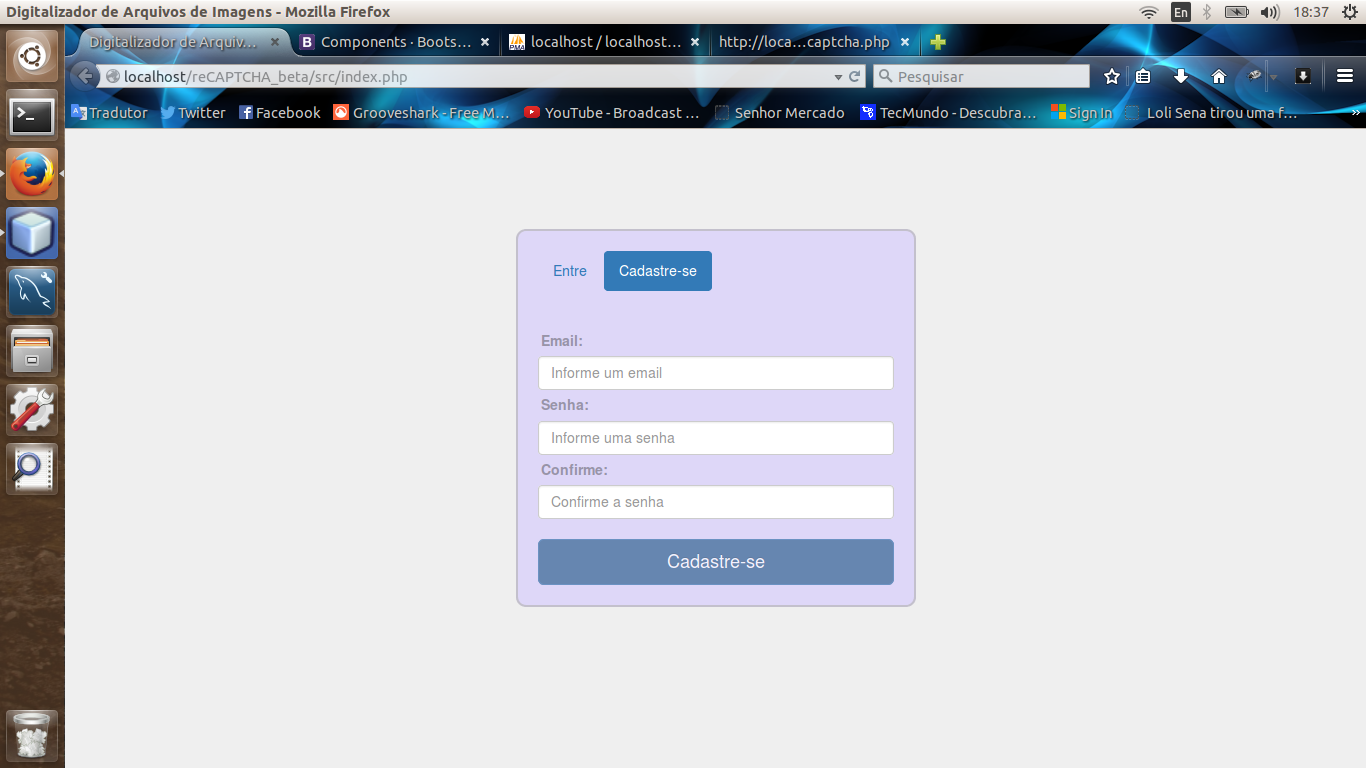 Digitalizador de Arquivos de Imagens - Mozilla Firefox
En
18:37
Digitalizador de Arquiv...
B Components · Boots...
PMA localhost / localhost...
http://loca...captcha.php
localhost/reCAPTCHA_beta/src/index.php
Pesquisar
Tradutor
Twitter
Facebook
Grooveshark - Free M...
YouTube - Broadcast ...
Senhor Mercado
TecMundo - Descubra...
Sign In
Loli Sena tirou uma f...
»
Entre
Cadastre-se
Email:
Informe um email
Senha:
Informe uma senha
Confirme:
Confirme a senha
Cadastre-se